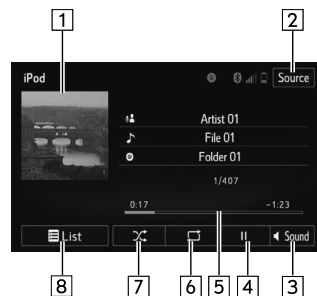 1
2
iPod
Source
Artist 01
File 01
Folder 01
1/407
0:17
-1:23
List
Sound
8
7
6
5
4
3